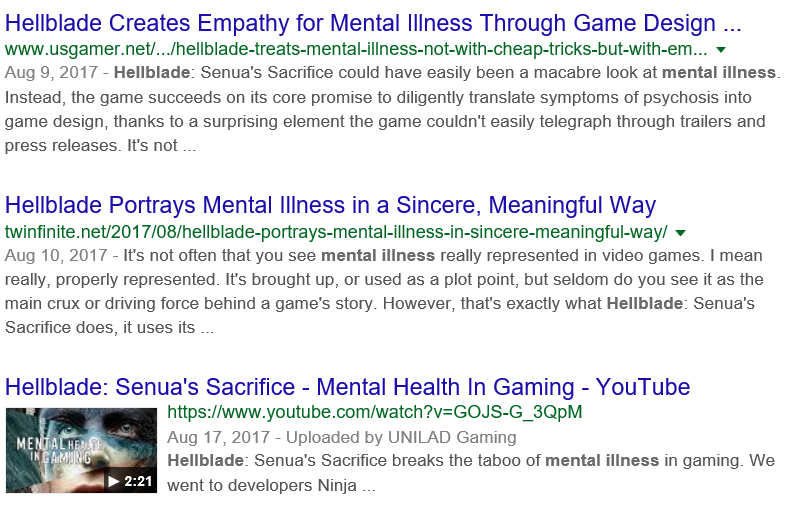 Hellblade Creates Empathy for Mental Illness Through Game Design ...
www.usgamer.net/.../hellblade-treats-mental-illness-not-with-cheap-tricks-but-with-em...
Aug 9, 2017 - Hellblade: Senua's Sacrifice could have easily been a macabre look at mental illness.
Instead, the game succeeds on its core promise to diligently translate symptoms of psychosis into
game design, thanks to a surprising element the game couldn't easily telegraph through trailers and
press releases. It's not ...
Hellblade Portrays Mental Illness in a Sincere, Meaningful Way
twinfinite.net/2017/08/hellblade-portrays-mental-illness-in-sincere-meaningful-way/
Aug 10, 2017 - It's not often that you see mental illness really represented in video games. I mean
really, properly represented. It's brought up, or used as a plot point, but seldom do you see it as the
main crux or driving force behind a game's story. However, that's exactly what Hellblade: Senua's
Sacrifice does, it uses its ...
Hellblade: Senua's Sacrifice - Mental Health In Gaming - YouTube
MENTAL HEALTH
IN GAMING
2:21
https://www.youtube.com/watch?v=GOJS-G_3QpM
Aug 17, 2017 - Uploaded by UNILAD Gaming
Hellblade: Senua's Sacrifice breaks the taboo of mental illness in gaming. We
went to developers Ninja ...